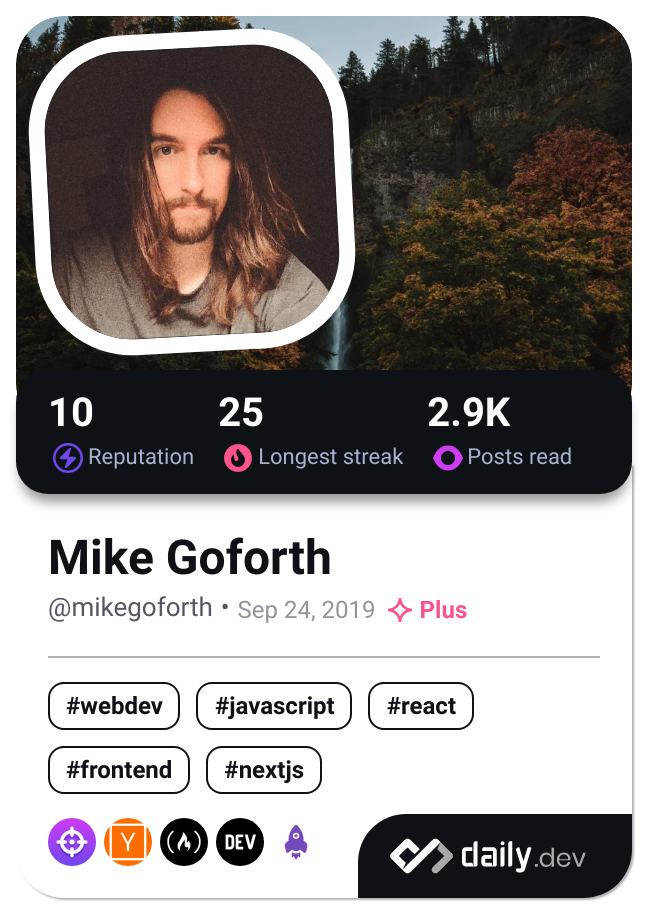 10 25 2.9K
Reputation Longest streak Posts read
Mike Goforth
@mikegoforth • Sep 24, 2019 Plus
#webdev #javascript #react
#frontend #nextjs
Y DEV daily.dev